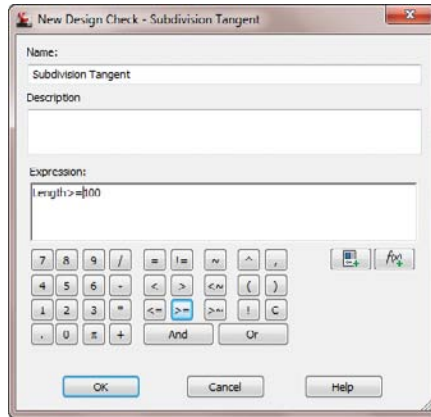 New Design Check - Subdivision Tangent
Name:
Subdivision Tangent
Description
Expression:
Length>=100
7 8 9 / = != ~ ^ ,
4 5 6 - < > <~ ( )
1 2 3 * <= >= >~ ! C
. 0 π + And Or
OK Cancel Help